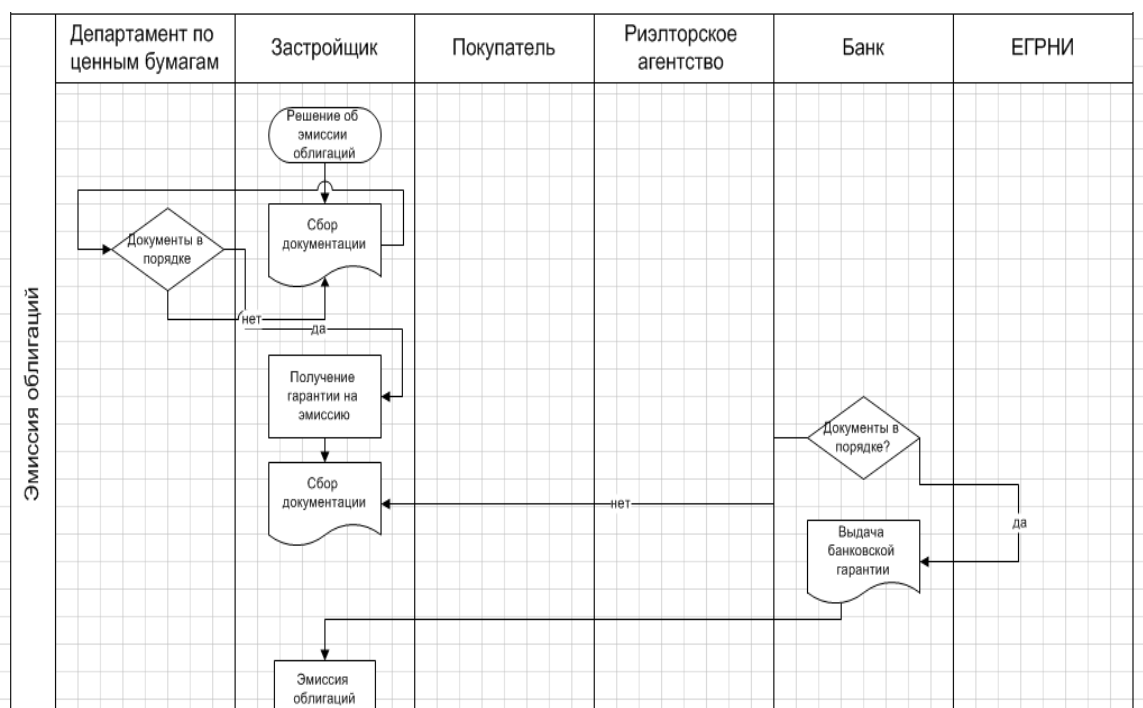 Департамент по
ценным бумагам
Застройщик
Покупатель
Риэлторское
агентство
Банк
ЕГРНИ
Эмиссия облигаций
Решение об
эмиссии
облигаций
Сбор
документации
Документы в
порядке
нет
да
Получение
гарантии на
эмиссию
Документы в
порядке?
Сбор
документации
нет
да
Выдача
банковской
гарантии
Эмиссия
облигаций